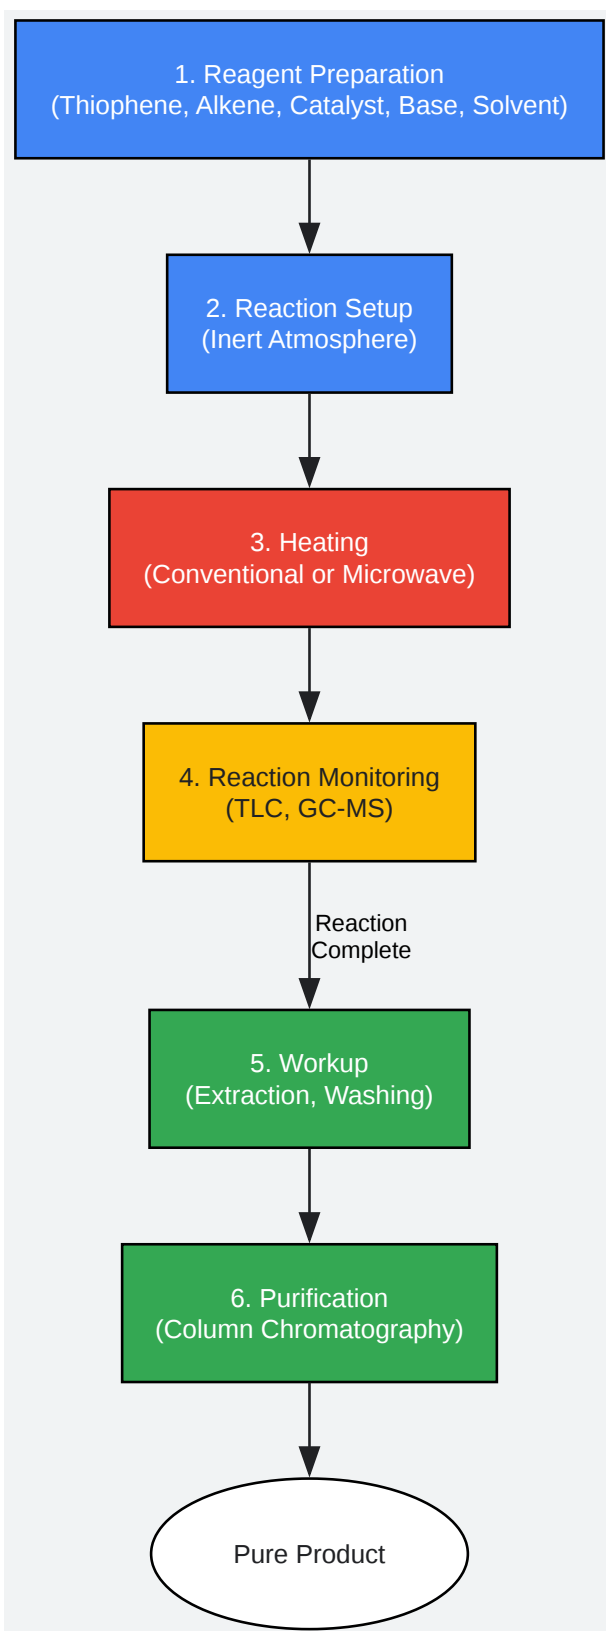 1. Reagent Preparation
(Thiophene, Alkene, Catalyst, Base, Solvent)
2. Reaction Setup
(Inert Atmosphere)
3. Heating
(Conventional or Microwave)
4. Reaction Monitoring
(TLC, GC-MS)
Reaction
Complete
5. Workup
(Extraction, Washing)
6. Purification
(Column Chromatography)
Pure Product